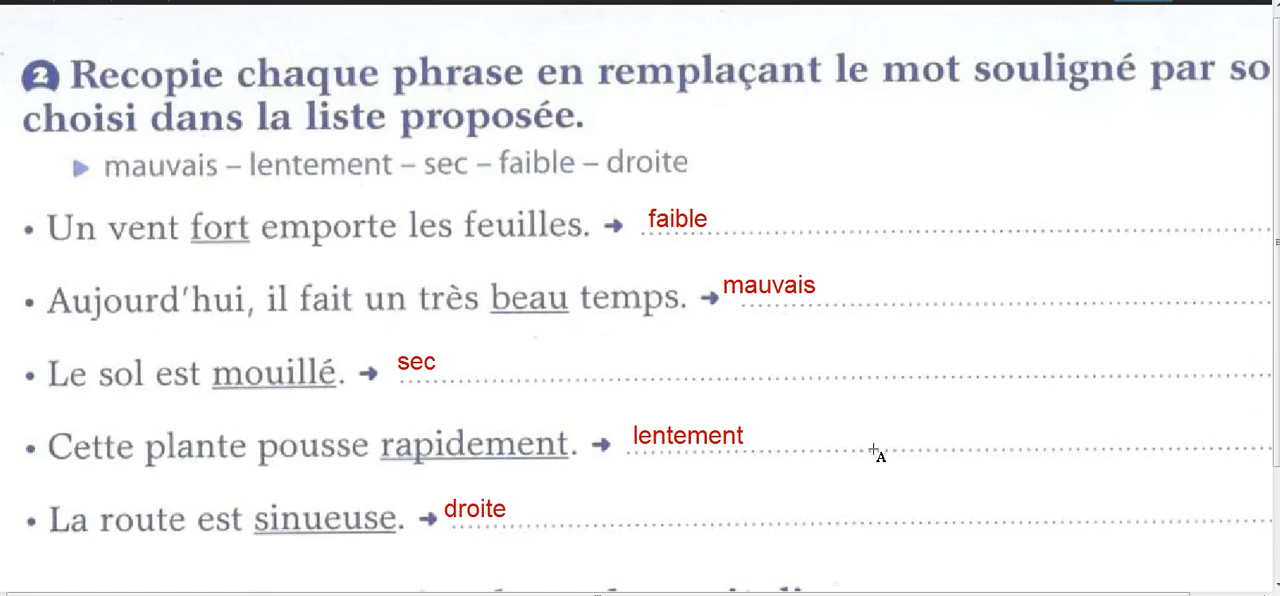 2 Recopie chaque phrase en remplaçant le mot souligné par so
choisi dans la liste proposée.
mauvais – lentement – sec – faible – droite
• Un vent fort emporte les feuilles. → faible
• Aujourd'hui, il fait un très beau temps. → mauvais
• Le sol est mouillé. → sec
• Cette plante pousse rapidement. → lentement
• La route est sinueuse. → droite